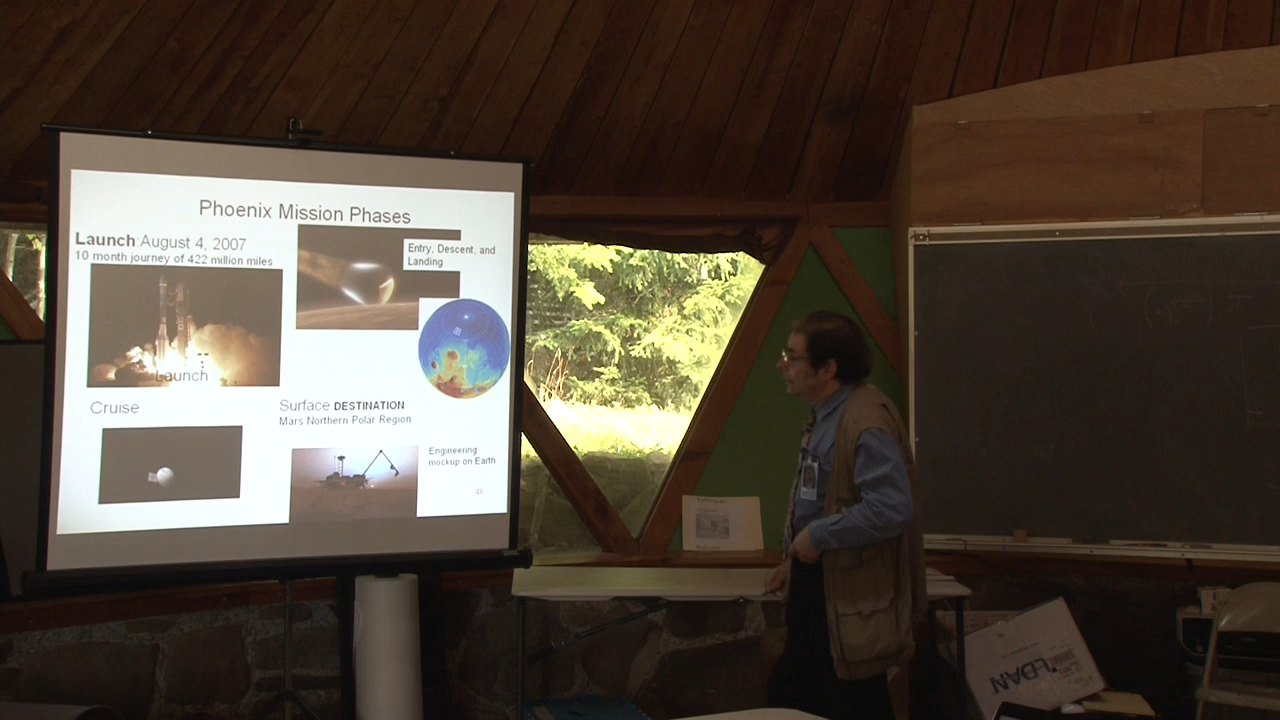 Phoenix Mission Phases
Launch:August 4, 2007
10 month journey of 422 million miles
Entry, Descent, and
Landing
Launch
Cruise
Surface DESTINATION
Mars Northern Polar Region
Engineering
mockup on Earth
46